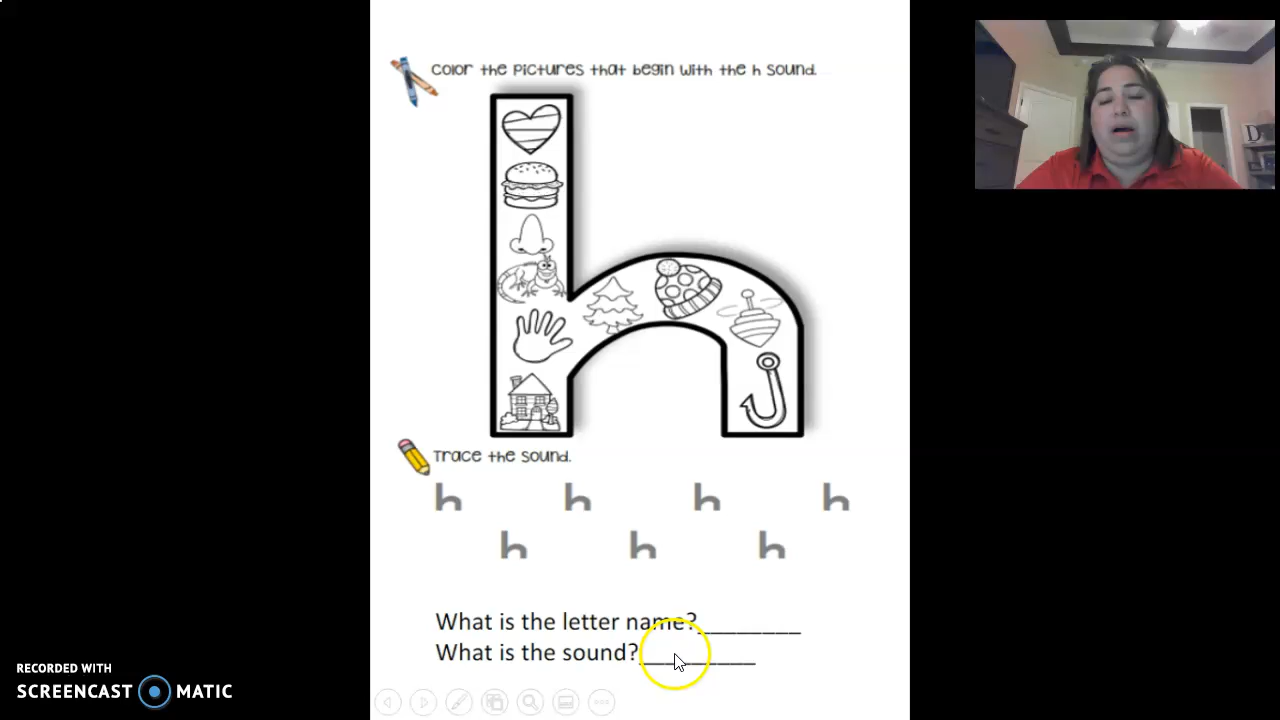 Color the pictures that begin with the h sound.
Trace the sound.
h h h h
h h h
What is the letter name?________
What is the sound?_________
D
RECORDED WITH
SCREENCAST MATIC